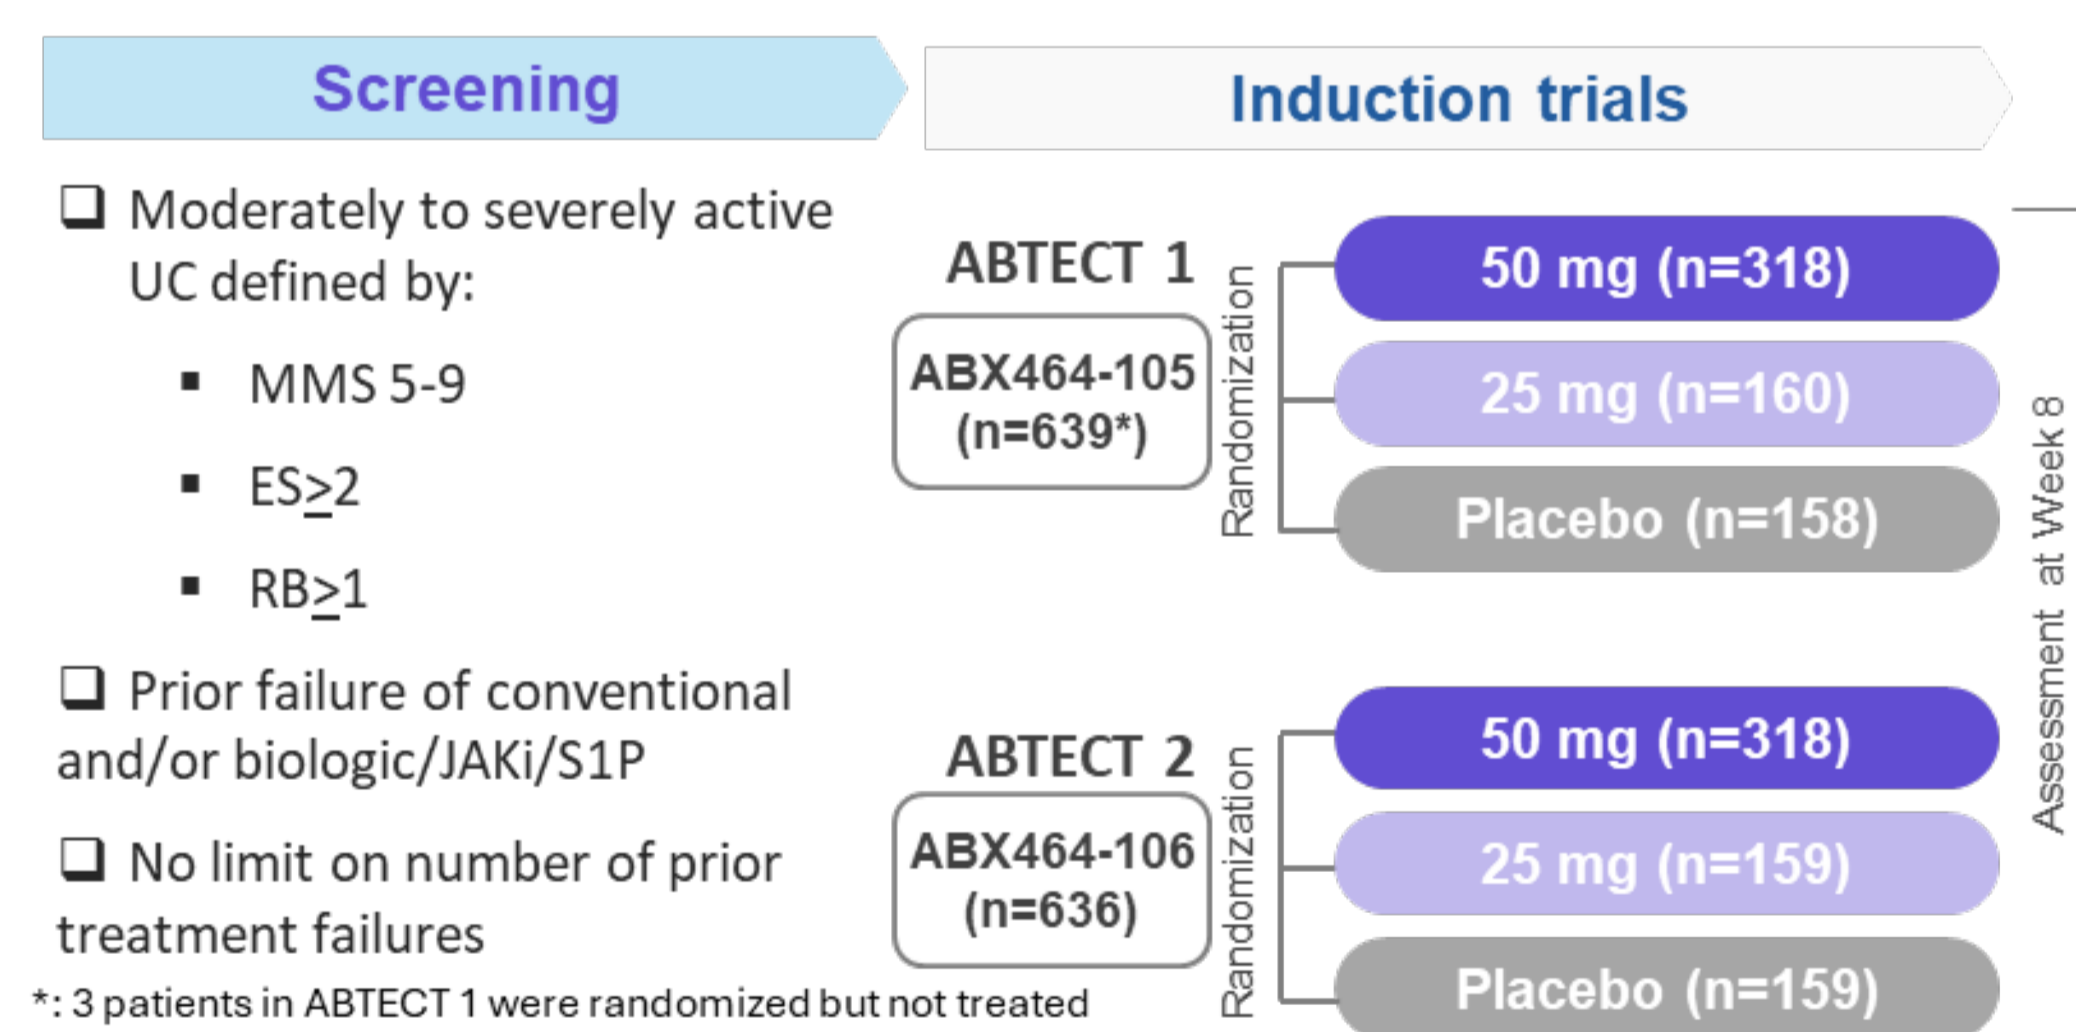 Screening
Induction trials
❑ Moderately to severely active
UC defined by:
▪ MMS 5-9
▪ ES≥2
▪ RB≥1
❑ Prior failure of conventional
and/or biologic/JAKi/S1P
❑ No limit on number of prior
treatment failures
*: 3 patients in ABTECT 1 were randomized but not treated
ABTECT 1
ABX464-105
(n=639*)
Randomization
50 mg (n=318)
25 mg (n=160)
Placebo (n=158)
ABTECT 2
ABX464-106
(n=636)
Randomization
50 mg (n=318)
25 mg (n=159)
Placebo (n=159)
Assessment at Week 8